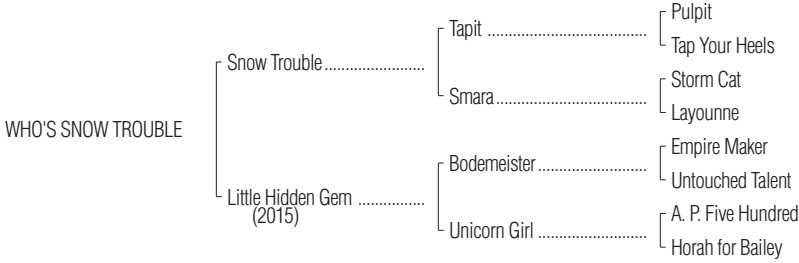 Pulpit
Tapit ................................
Tap Your Heels
Snow Trouble....................
Storm Cat
Smara..............................
Layounne
WHO'S SNOW TROUBLE
Empire Maker
Bodemeister ......................
Untouched Talent
Little Hidden Gem .............
(2015)
A. P. Five Hundred
Unicorn Girl ......................
Horah for Bailey